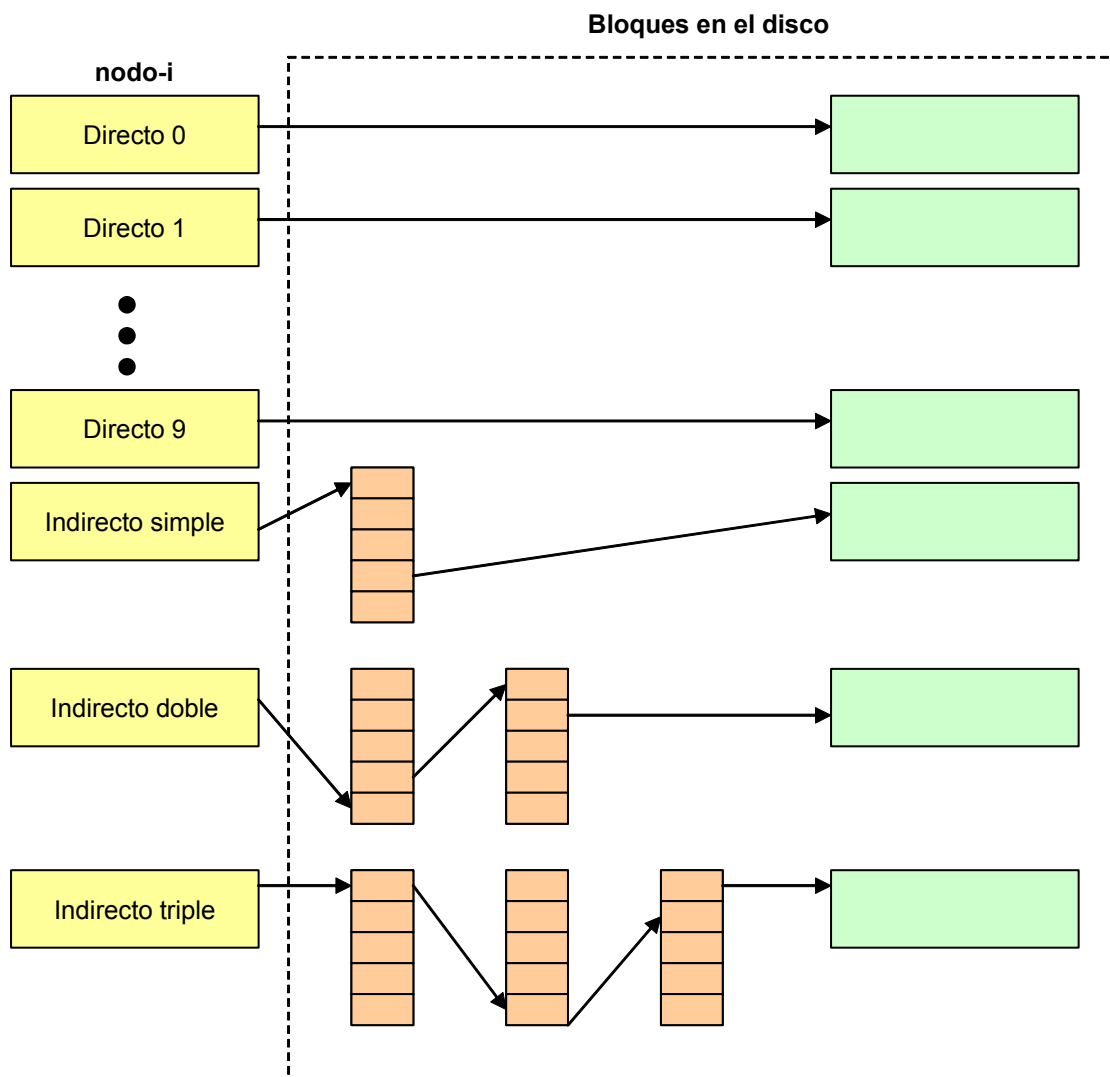 Bloques en el disco
nodo-i
Directo 0
Directo 1
Directo 9
Indirecto simple
Indirecto doble
Indirecto triple